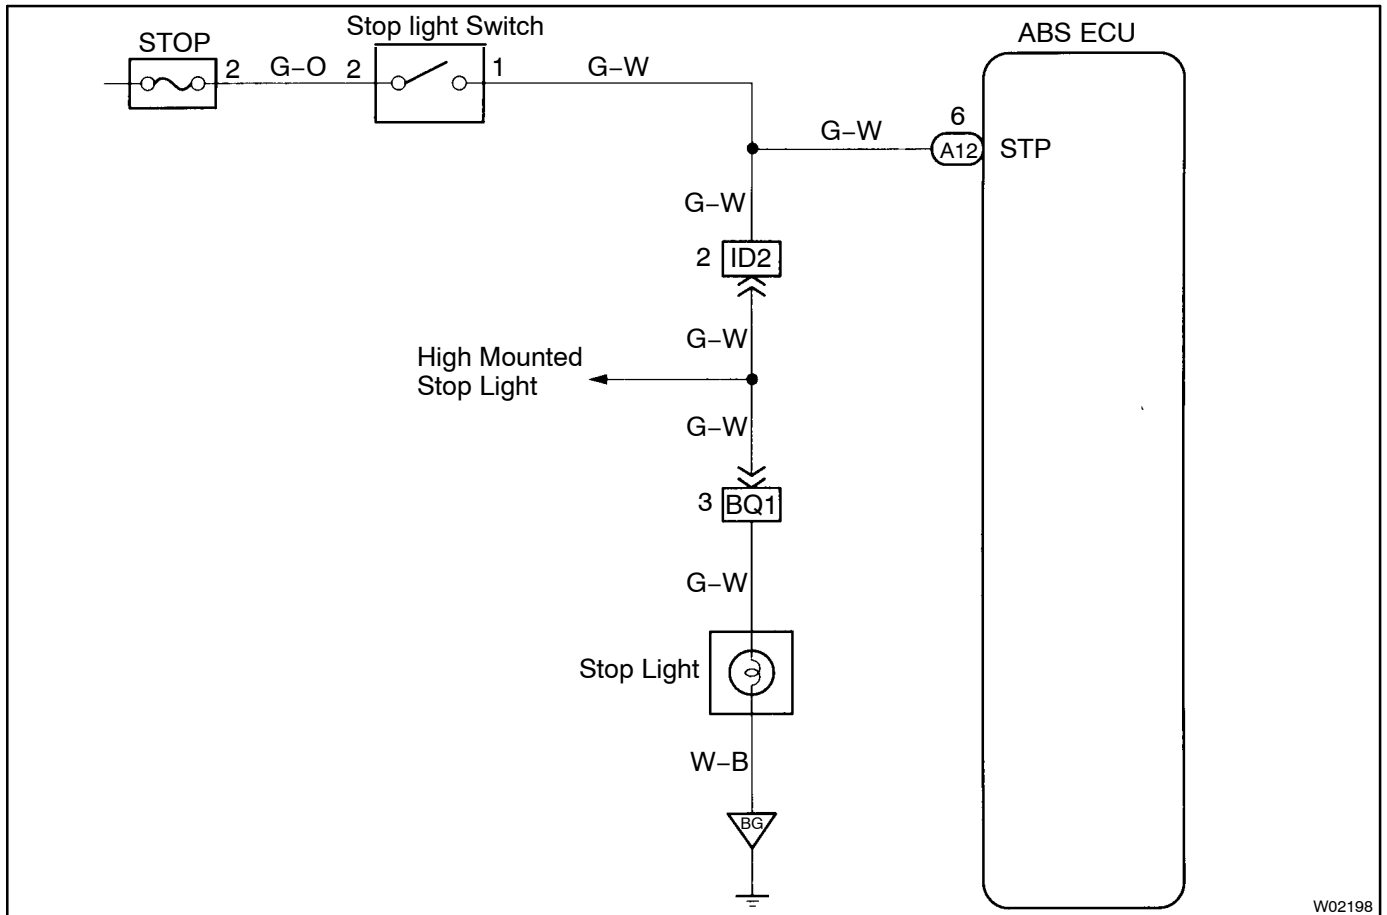 Stop light Switch
STOP
ABS ECU
2
G–O
2
1
G–W
6
G–W
A12
STP
G–W
2
ID2
G–W
High Mounted
Stop Light
G–W
3
BQ1
G–W
Stop Light
W–B
BG
W02198